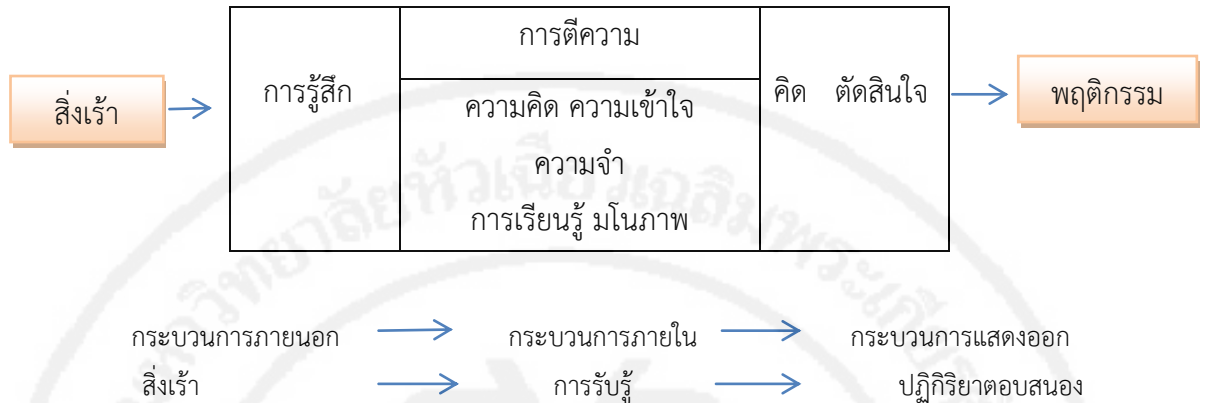 การตีความ
สิ่งเร้า
การรู้สึก
ความคิด ความเข้าใจ
ความจำ
การเรียนรู้ มโนภาพ
คิด ตัดสินใจ
พฤติกรรม
กระบวนการภายนอก กระบวนการภายใน กระบวนการแสดงออก
สิ่งเร้า การรับรู้ ปฏิกิริยาตอบสนอง